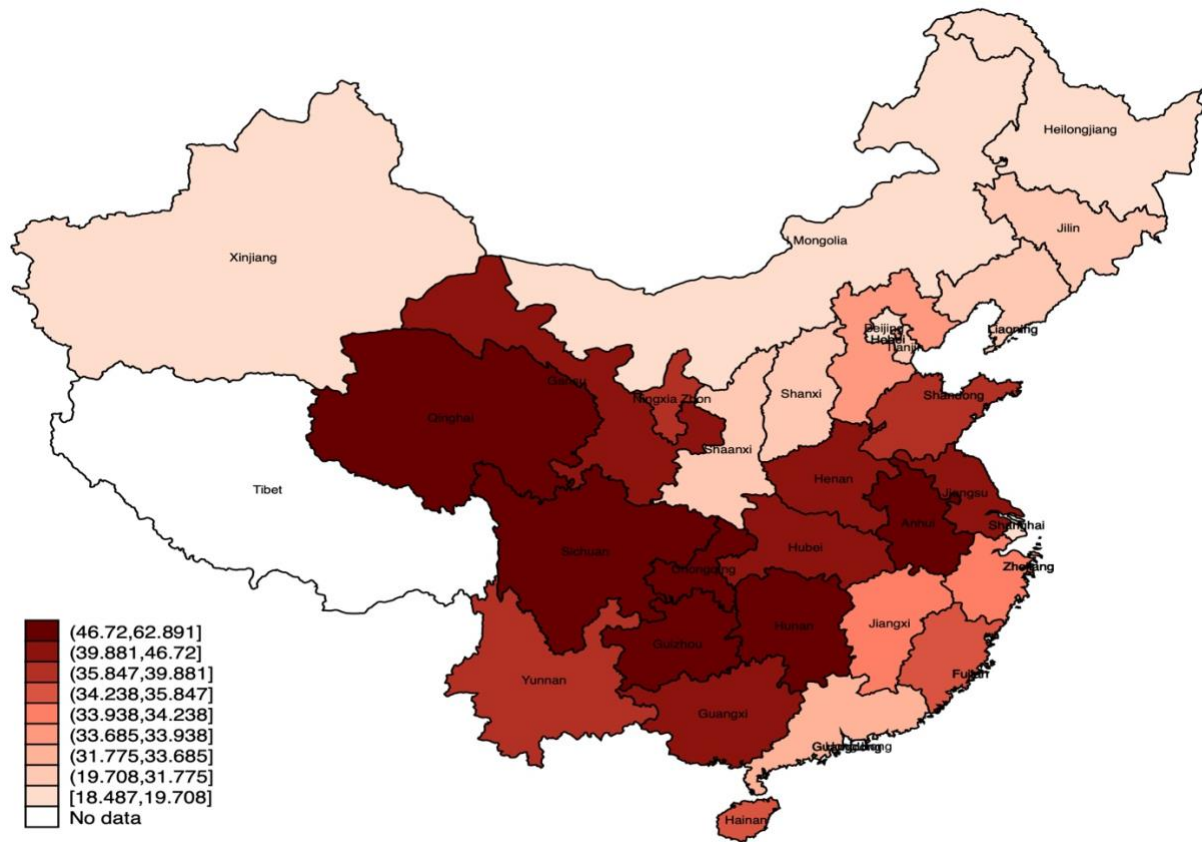 Heilongjiang
Jilin
I Mongolia
Xinjiang
Beijing
Hebei
Tianjin
Liaoning
Gansu
Ningxia Zhon
Shanxi
Shandong
Qinghai
Shaanxi
Tibet
Henan
Jiangsu
Anhui
Shanghai
Sichuan
Hubei
Chongqing
Zhejiang
Guizhou
Hunan
Jiangxi
Yunnan
Fujian
Guangxi
Guangdong
Hainan
(46.72,62.891]
(39.881,46.72]
(35.847,39.881]
(34.238,35.847]
(33.938,34.238]
(33.685,33.938]
(31.775,33.685]
(19.708,31.775]
[18.487,19.708]
No data